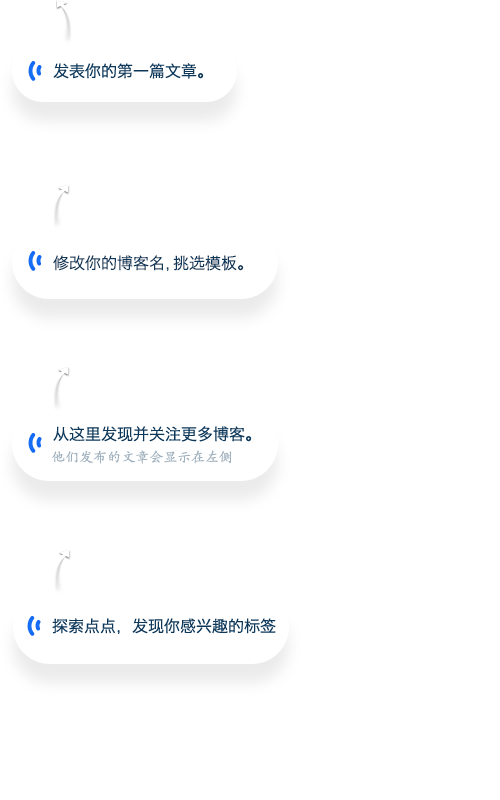 发表你的第一篇文章。
修改你的博客名,挑选模板。
从这里发现并关注更多博客。
他们发布的文章会显示在左侧
探索点点，发现你感兴趣的标签